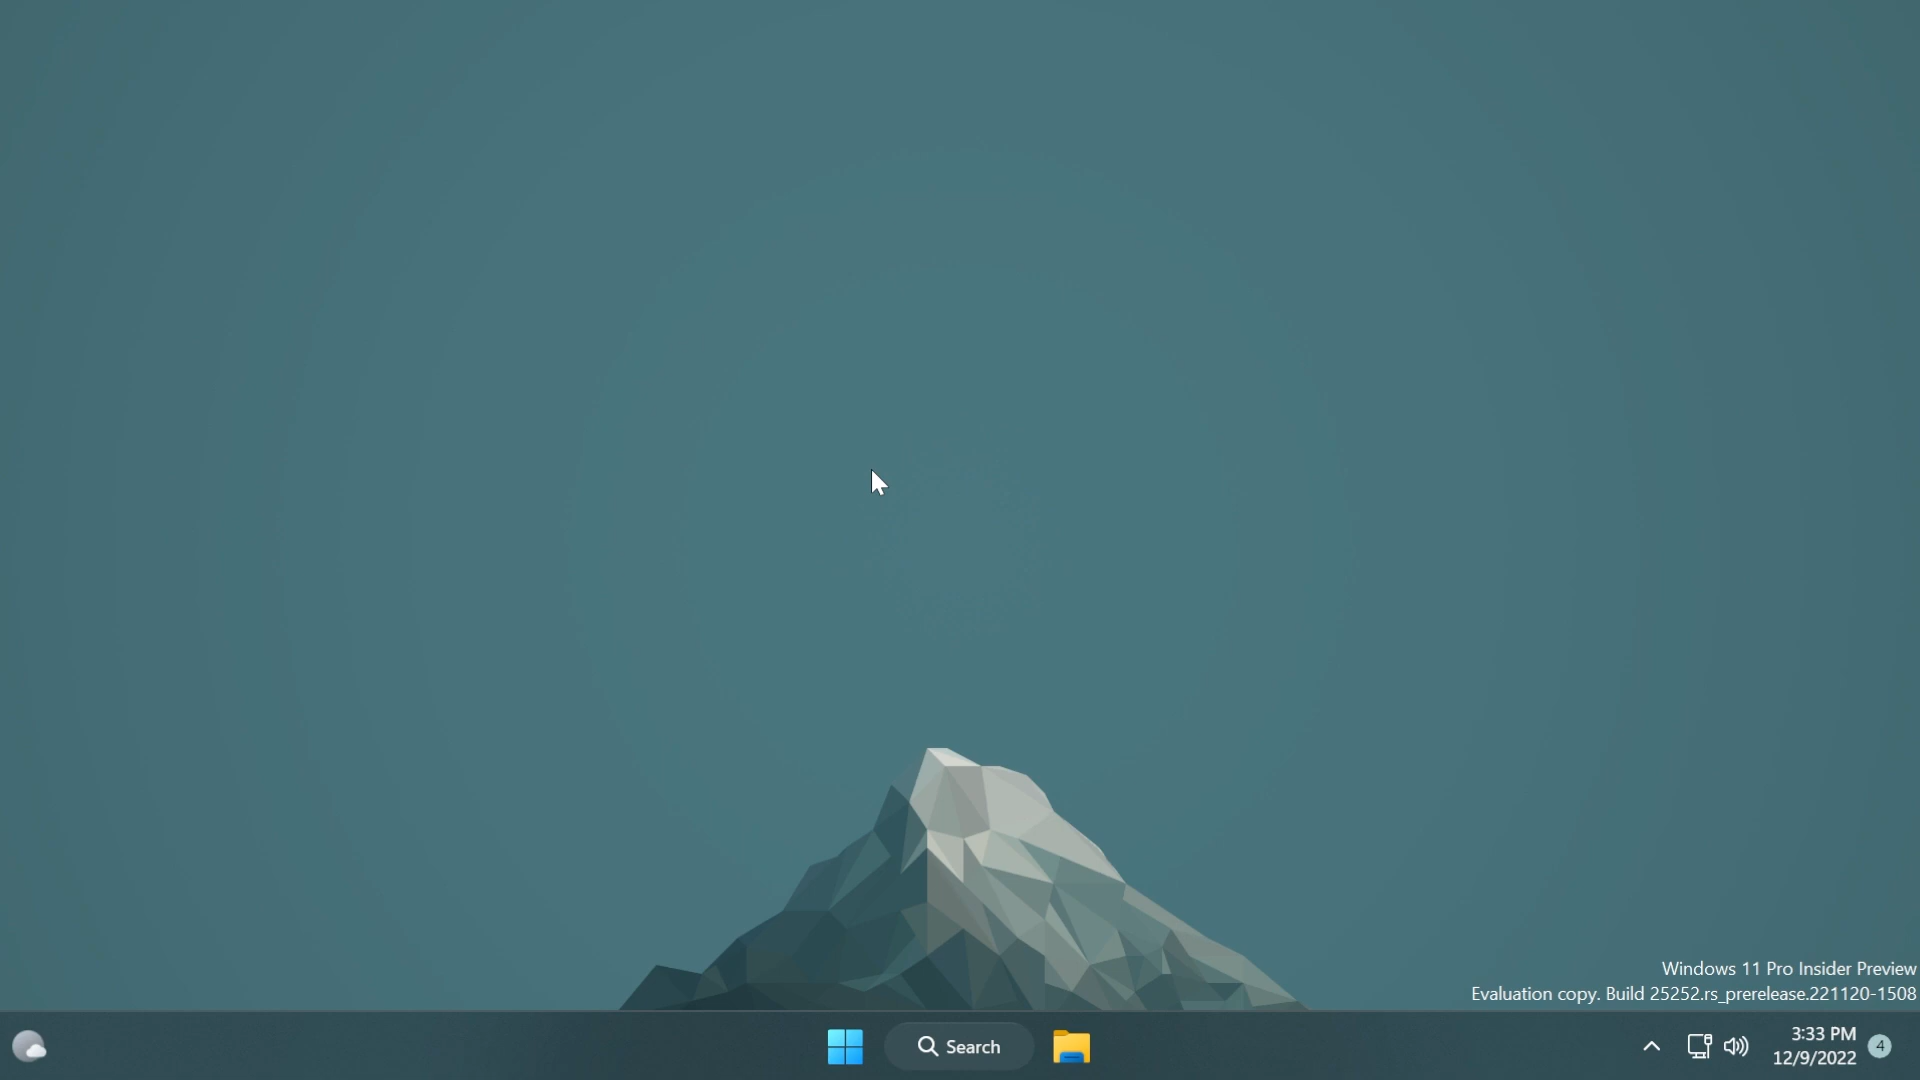 Windows 11 Pro Insider Preview
Evaluation copy. Build 25252.rs_prerelease.221120-1508
Search
3:33 PM
12/9/2022
4